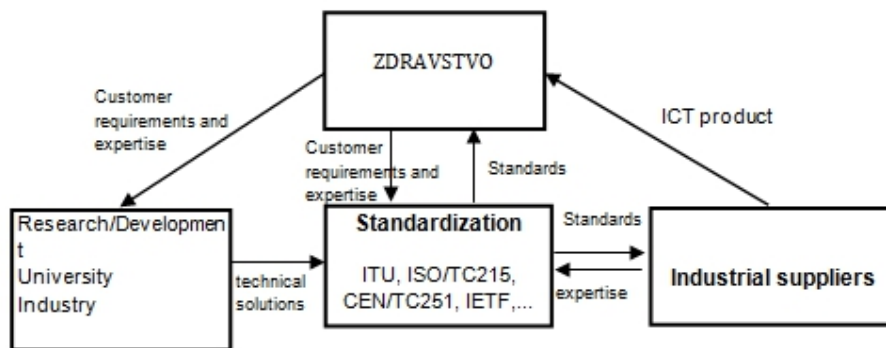 ZDRAVSTVO
Customer
requirements and
expertise
ICT product
Customer
requirements and
expertise
Standards
Research/Developmen
t
University
Industry
technical
solutions
Standardization
ITU, ISO/TC215,
CEN/TC251, IETF,...
Standards
expertise
Industrial suppliers